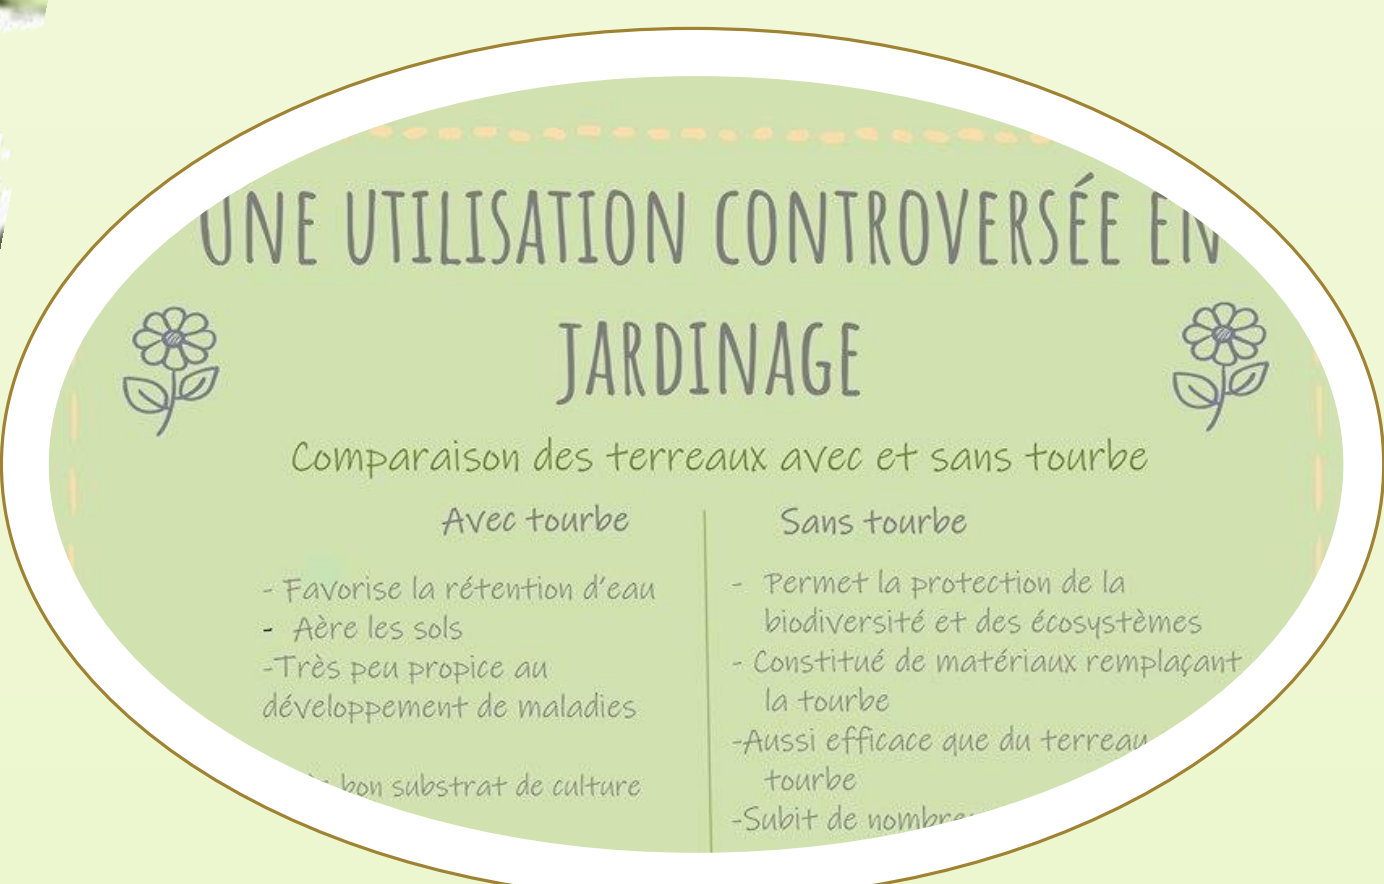 UNE UTILISATION CONTROVERSÉE EN
JARDINAGE
Comparaison des terreaux avec et sans tourbe
Avec tourbe
- Favorise la rétention d'eau
- Aère les sols
-Très peu propice au
développement de maladies
bon substrat de culture
Sans tourbe
- Permet la protection de la
biodiversité et des écosystèmes
- Constitué de matériaux remplaçant
la tourbe
-Aussi efficace que du terreau
tourbe
-Subit de